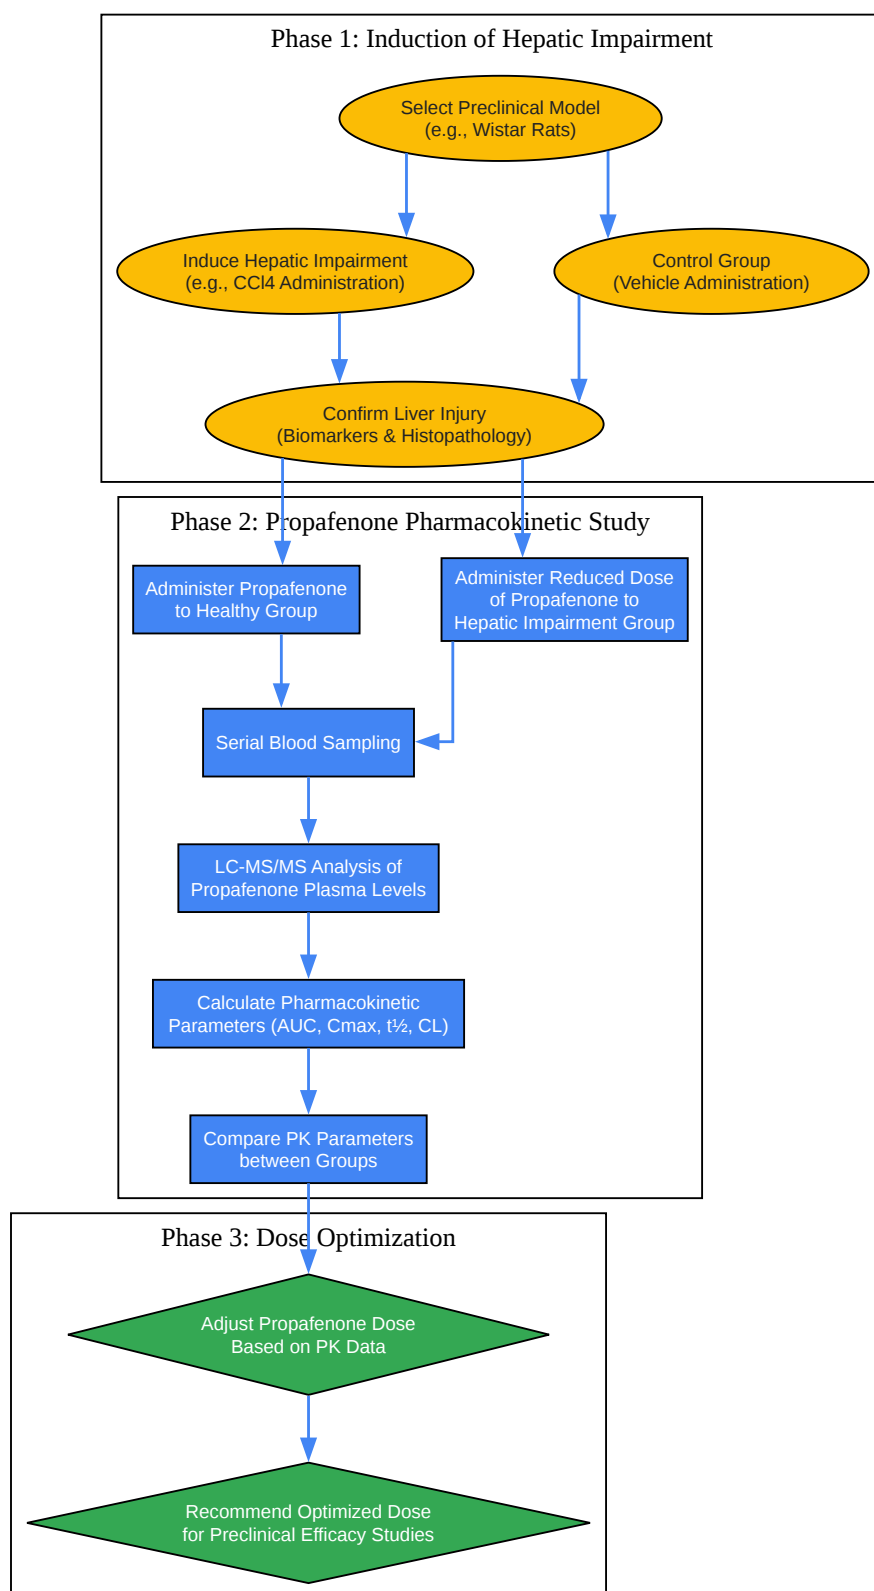 Phase 1: Induction of Hepatic Impairment
Select Preclinical Model
(e.g., Wistar Rats)
Induce Hepatic Impairment
(e.g., CCl4 Administration)
Control Group
(Vehicle Administration)
Confirm Liver Injury
(Biomarkers & Histopathology)
Phase 2: Propafenone Pharmacokinetic Study
Administer Propafenone
to Healthy Group
Administer Reduced Dose
of Propafenone to
Hepatic Impairment Group
Serial Blood Sampling
LC-MS/MS Analysis of
Propafenone Plasma Levels
Calculate Pharmacokinetic
Parameters (AUC, Cmax, t½, CL)
Compare PK Parameters
between Groups
Phase 3: Dose Optimization
Adjust Propafenone Dose
Based on PK Data
Recommend Optimized Dose
for Preclinical Efficacy Studies